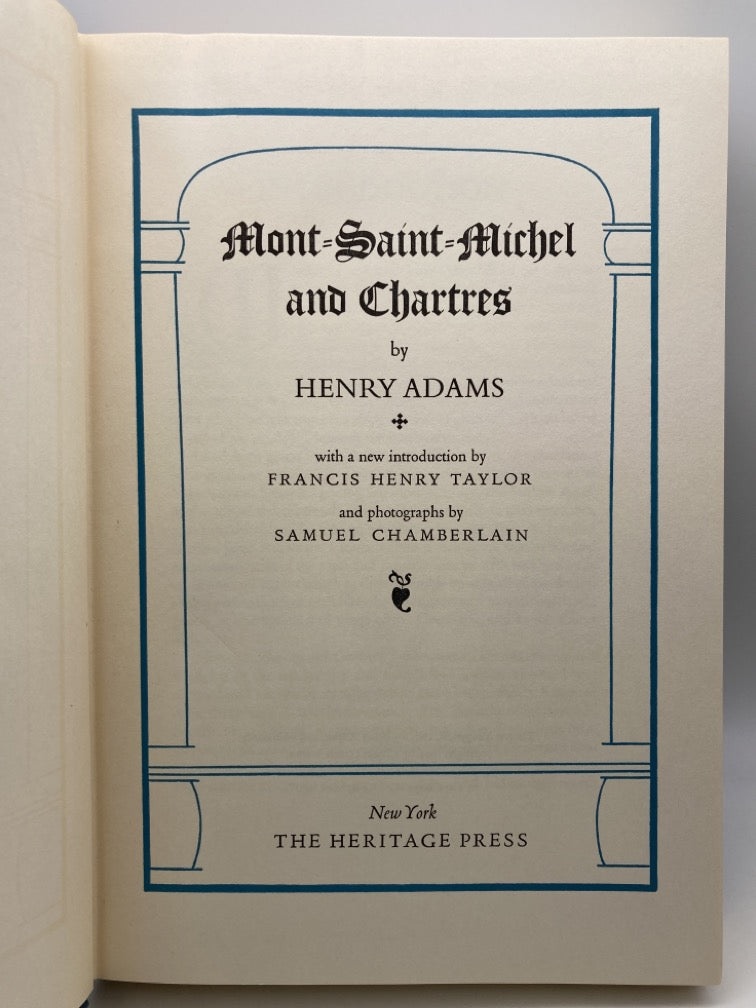 Mont-Saint-Michel
and Chartres
by
HENRY ADAMS
with a new introduction by
FRANCIS HENRY TAYLOR
and photographs by
SAMUEL CHAMBERLAIN
New York
THE HERITAGE PRESS